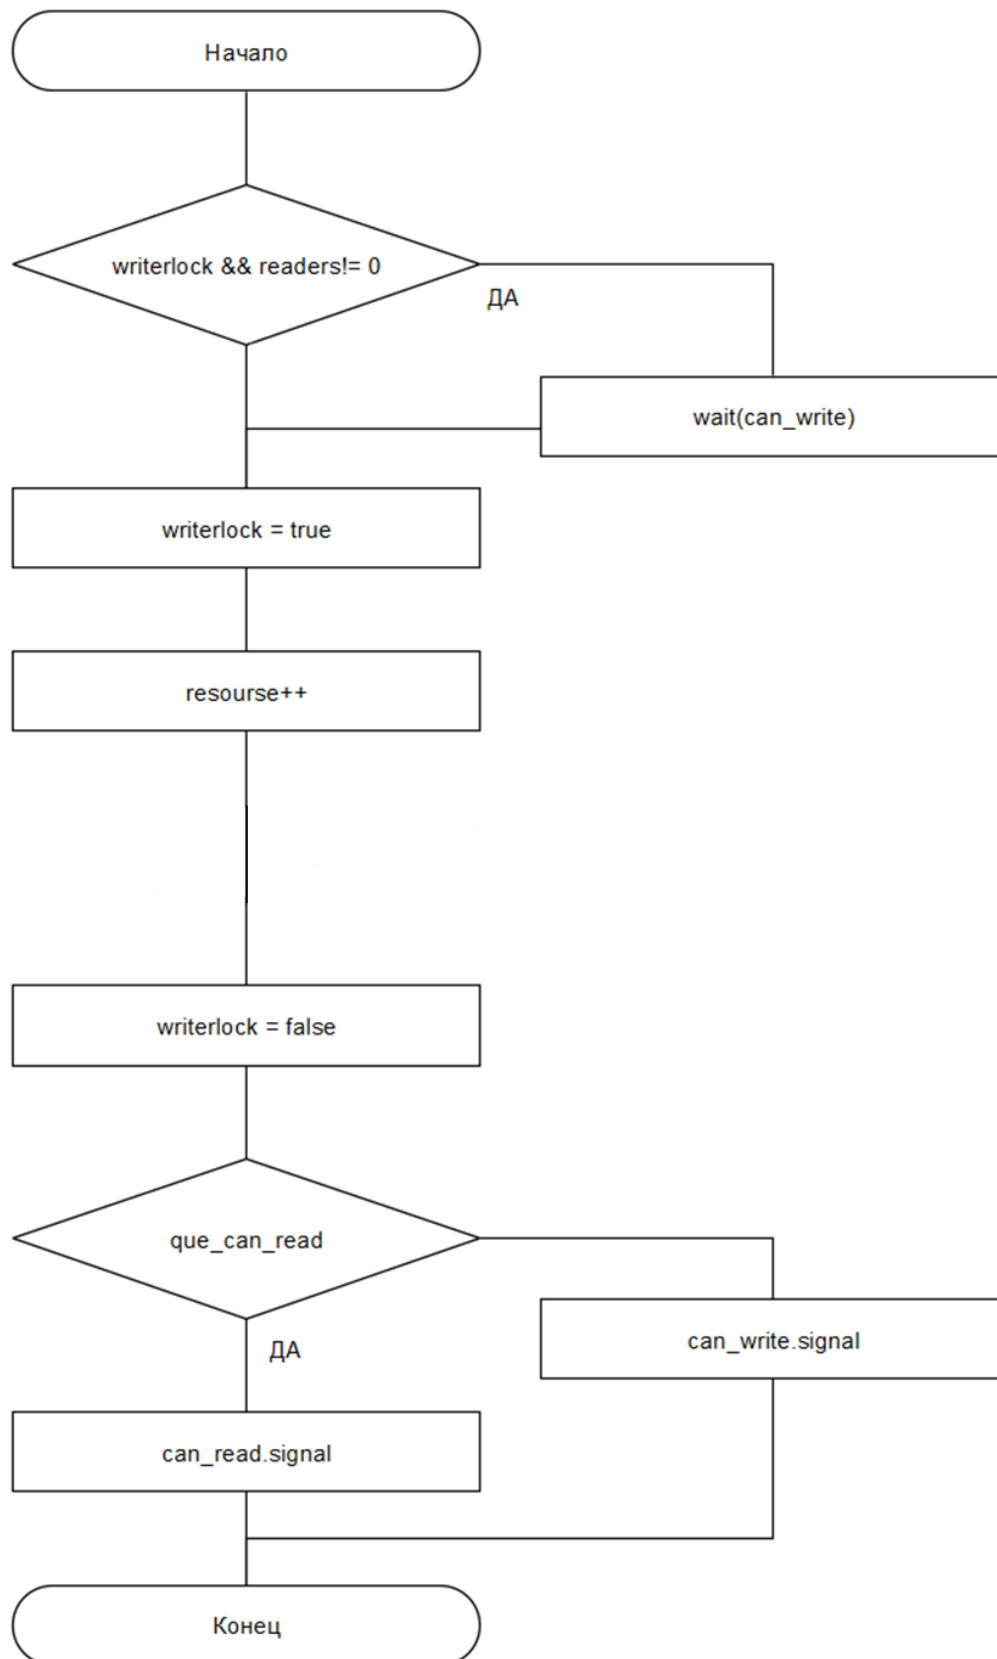 Начало
writerlock && readers!= 0
ДА
wait(can_write)
writerlock = true
resourse++
writerlock = false
que_can_read
ДА
can_write.signal
can_read.signal
Конец